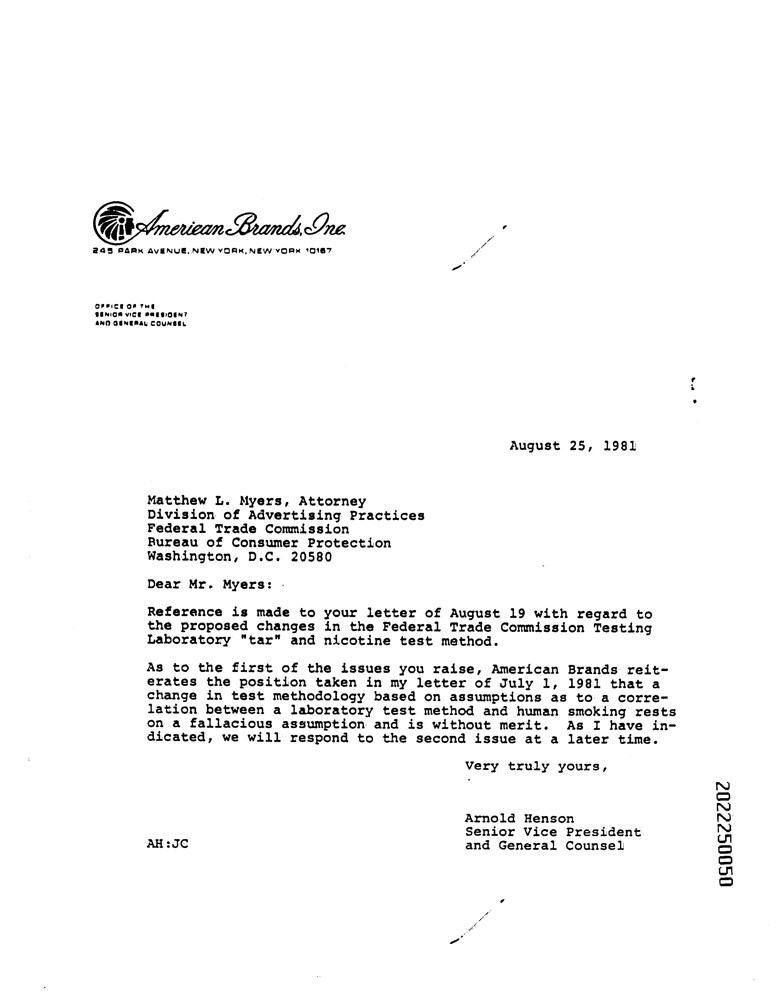 American Brands, Inc.
245 PARK AVENUE, NEW YORK, NEW YORK 10167
OFFICE OF THE
SENIOR VICE PRESIDENT
AND GENERAL COUNSEL
August 25, 1981
Matthew L. Myers, Attorney
Division of Advertising Practices
Federal Trade Commission
Bureau of Consumer Protection
Washington, D.C. 20580
Dear Mr. Myers:
Reference is made to your letter of August 19 with regard to
the proposed changes in the Federal Trade Commission Testing
Laboratory "tar" and nicotine test method.
As to the first of the issues you raise, American Brands reit-
erates the position taken in my letter of July 1, 1981 that a
change in test methodology based on assumptions as to a corre-
lation between a laboratory test method and human smoking rests
on a fallacious assumption and is without merit.  As I have in-
dicated, we will respond to the second issue at a later time.
Very truly yours,
Arnold Henson
Senior Vice President
and General Counsel
AH:JC
2022250050